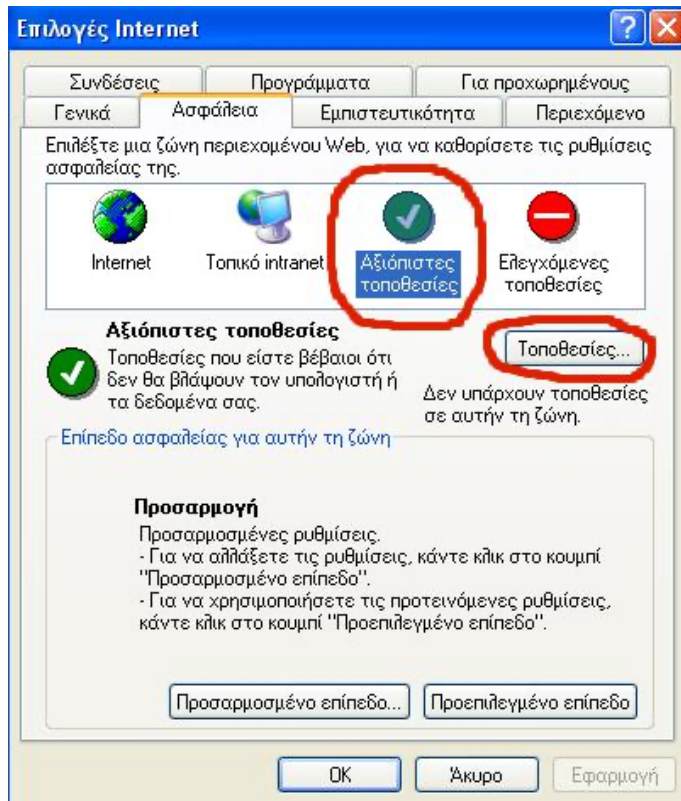 Επιλογές Internet
Συνδέσεις Προγράμματα Για προχωρημένους
Γενικά Ασφάλεια Εμπιστευτικότητα Περιεχόμενο
Επιλέξτε μια ζώνη περιεχομένου Web, για να καθορίσετε τις ρυθμίσεις
ασφαλείας της.
Internet Τοπικό intranet Αξιόπιστες Ελεγχόμενες
τοποθεσίες τοποθεσίες
Αξιόπιστες τοποθεσίες
Τοποθεσίες...
Τοποθεσίες που είστε βέβαιοι ότι
δεν θα βλάψουν τον υπολογιστή ή
τα δεδομένα σας.
Δεν υπάρχουν τοποθεσίες
σε αυτήν τη ζώνη.
Επίπεδο ασφαλείας για αυτήν τη ζώνη
Προσαρμογή
Προσαρμοσμένες ρυθμίσεις.
- Για να αλλάξετε τις ρυθμίσεις, κάντε κλικ στο κουμπί
"Προσαρμοσμένο επίπεδο".
- Για να χρησιμοποιήσετε τις προτεινόμενες ρυθμίσεις,
κάντε κλικ στο κουμπί "Προεπιλεγμένο επίπεδο".
Προσαρμοσμένο επίπεδο... Προεπιλεγμένο επίπεδο
OK Άκυρο Εφαρμογή